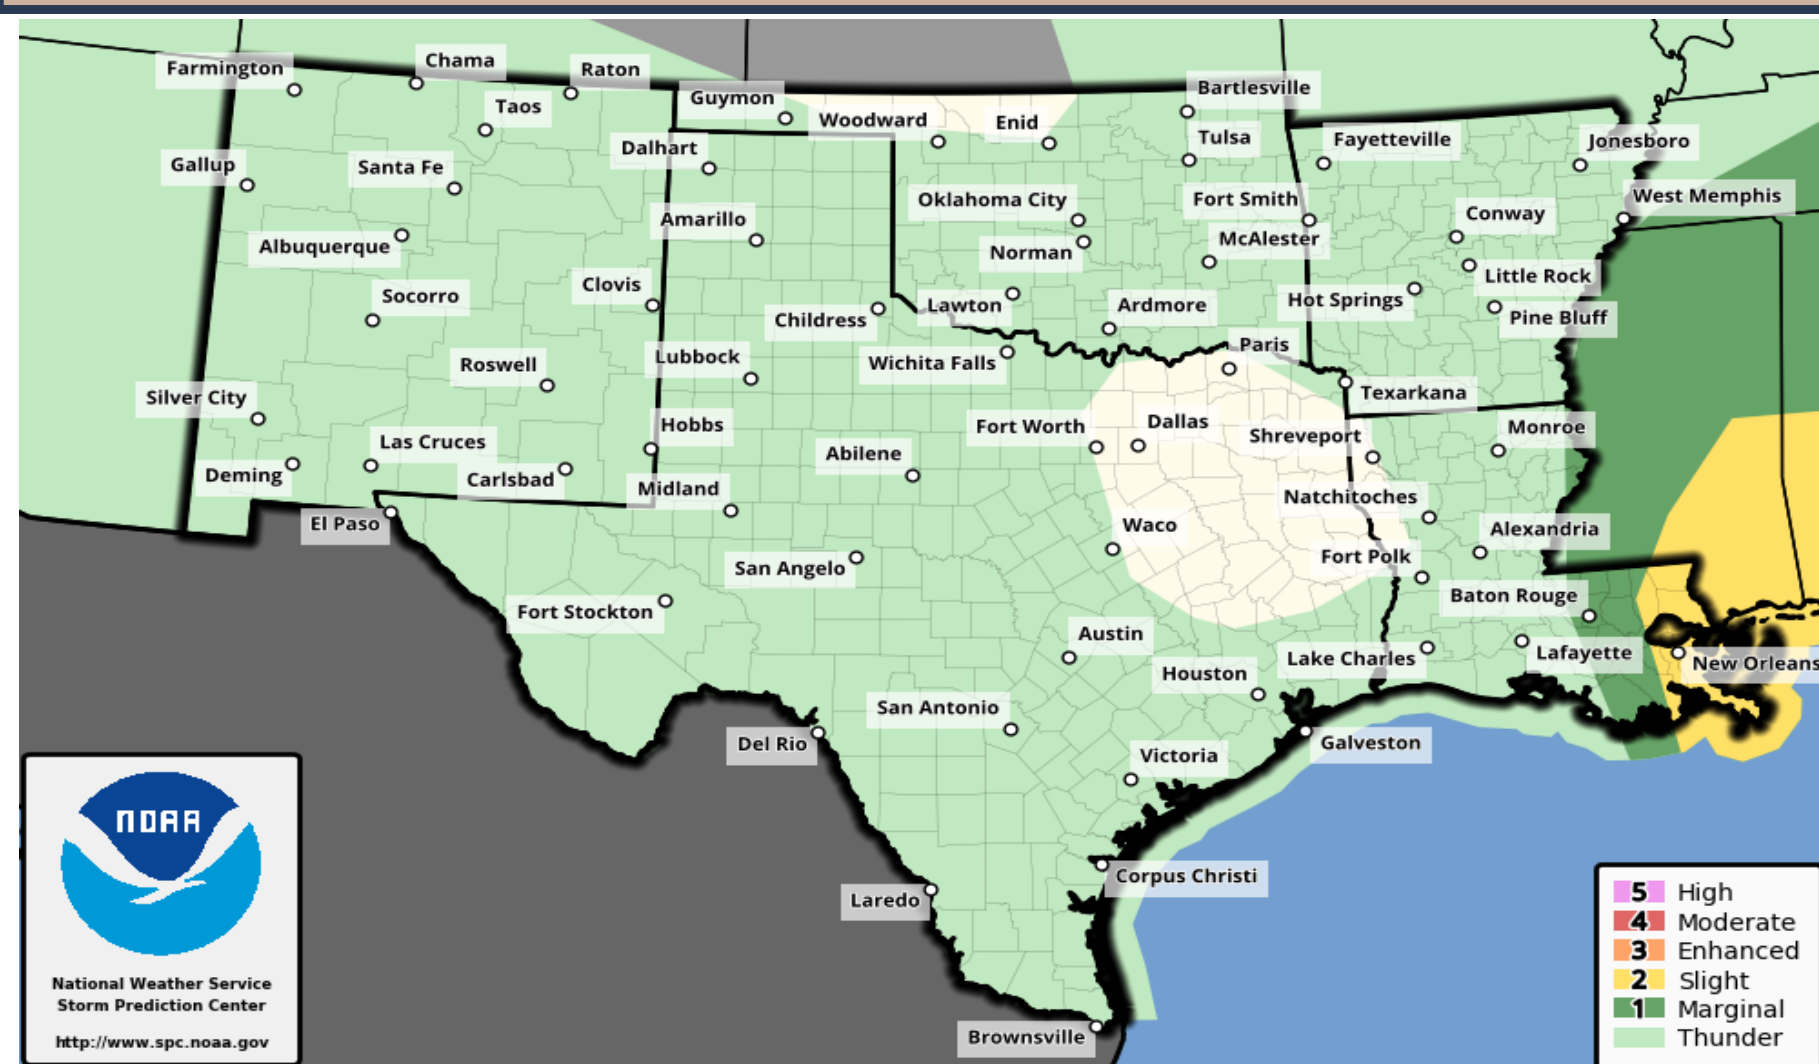 Farmington
Chama
Raton
Guymon
Bartlesville
Taos
Woodward
Enid
Tulsa
Fayetteville
Jonesboro
Gallup
Santa Fe
Dalhart
Oklahoma City
Fort Smith
Conway
West Memphis
Amarillo
Albuquerque
Norman
McAlester
Little Rock
Socorro
Clovis
Childress
Lawton
Ardmore
Hot Springs
Pine Bluff
Roswell
Lubbock
Wichita Falls
Paris
Texarkana
Silver City
Hobbs
Fort Worth
Dallas
Shreveport
Monroe
Las Cruces
Abilene
Deming
Carlsbad
Midland
Natchitoches
El Paso
Waco
Alexandria
San Angelo
Fort Polk
Fort Stockton
Baton Rouge
Austin
Lake Charles
Lafayette
New Orleans
Houston
San Antonio
Del Rio
Galveston
Victoria
Corpus Christi
Laredo
Brownsville
NOAA
National Weather Service
Storm Prediction Center
http://www.spc.noaa.gov
5 High
4 Moderate
3 Enhanced
2 Slight
1 Marginal
Thunder